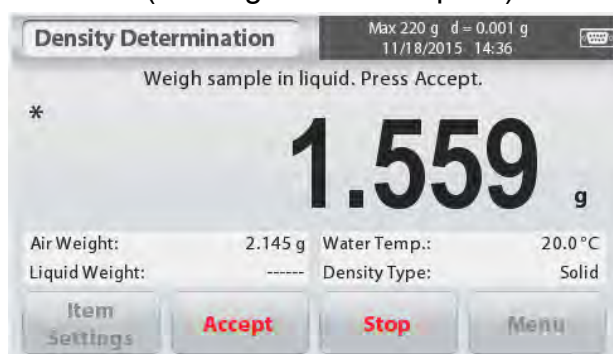 Density Determination
Max 220 g  d = 0.001 g
11/18/2015  14:36
Weigh sample in liquid. Press Accept.
*
1.559 g
Air Weight: 2.145 g Water Temp.: 20.0 °C
Liquid Weight: ------ Density Type: Solid
Item Settings
Accept
Stop
Menu